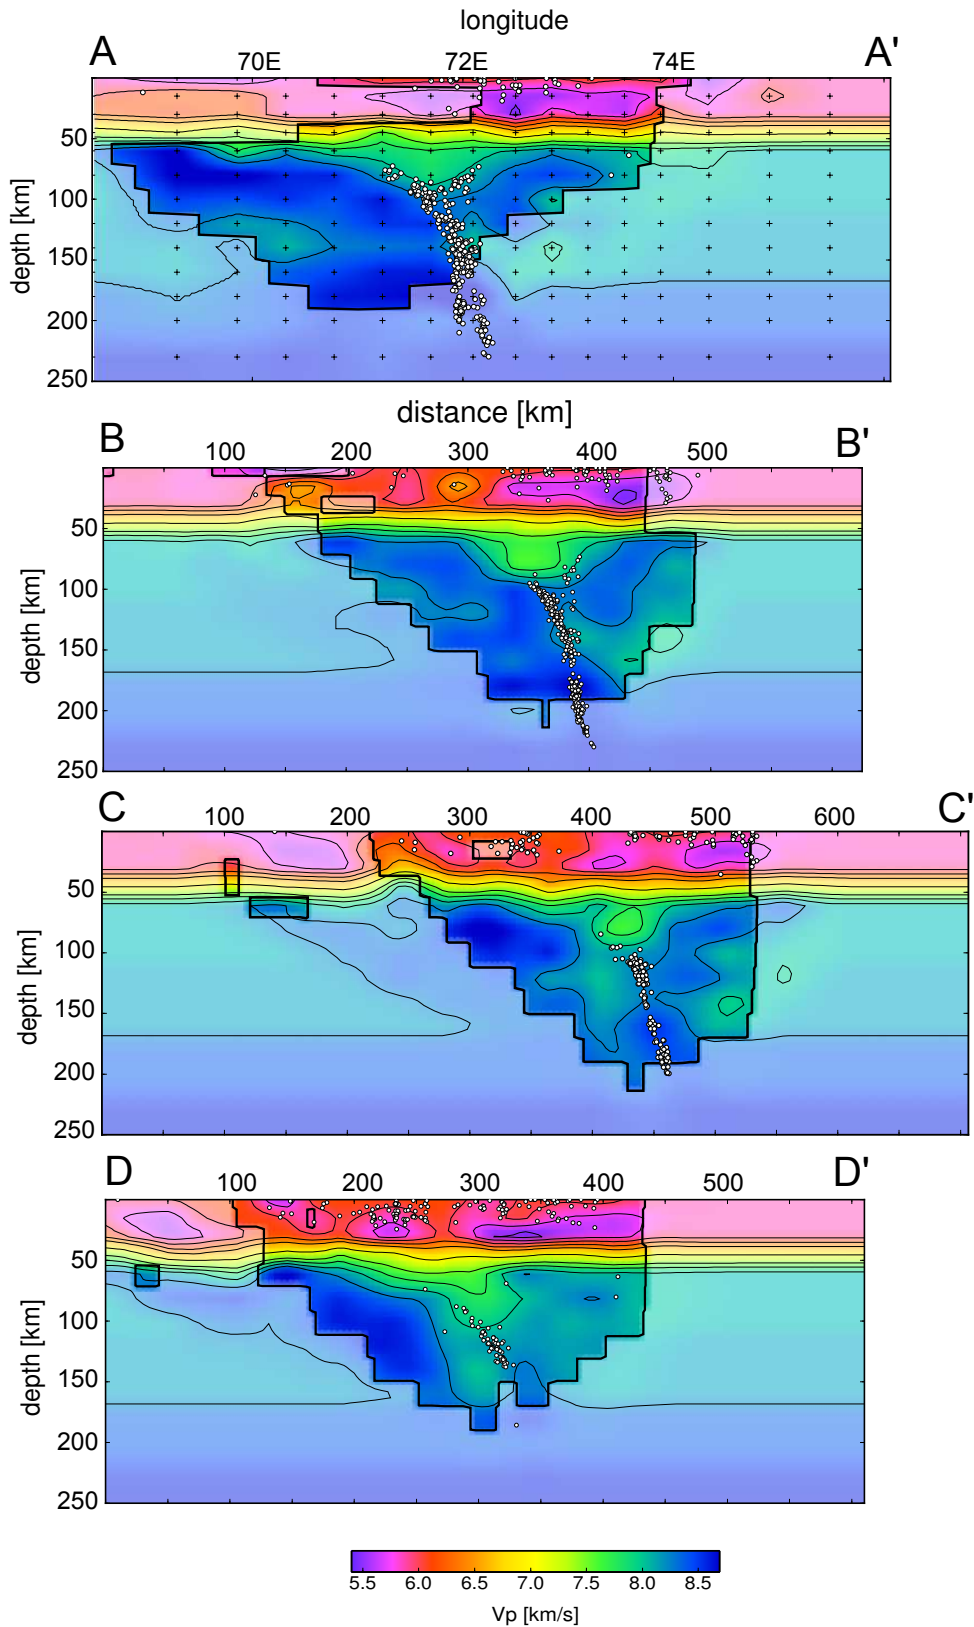 longitude
A 70E 72E 74E A'
50
100
150
200
250
depth [km]
distance [km]
B 100 200 300 400 500 B'
50
100
150
200
250
depth [km]
C 100 200 300 400 500 600 C'
50
100
150
200
250
depth [km]
D 100 200 300 400 500 D'
50
100
150
200
250
depth [km]
5.5 6.0 6.5 7.0 7.5 8.0 8.5
Vp [km/s]